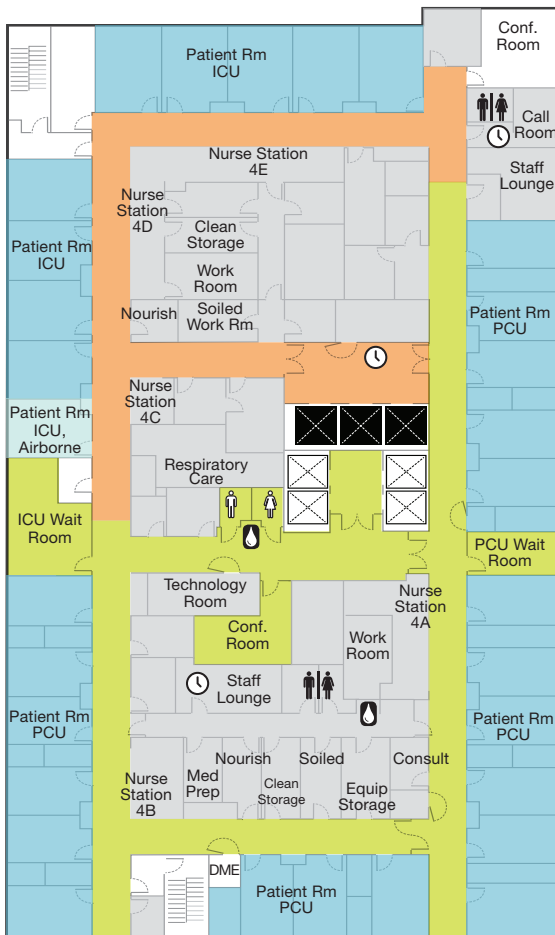 Patient Rm
ICU
Conf.
Room
Call
Room
Staff
Lounge
Nurse Station
4E
Nurse
Station
4D
Clean
Storage
Work
Room
Nourish
Soiled
Work Rm
Patient Rm
ICU
Patient Rm
PCU
Nurse
Station
4C
Patient Rm
ICU,
Airborne
Respiratory
Care
ICU Wait
Room
PCU Wait
Room
Technology
Room
Nurse
Station
4A
Conf.
Room
Work
Room
Staff
Lounge
Patient Rm
PCU
Patient Rm
PCU
Nurse
Station
4B
Med
Prep
Nourish
Clean
Storage
Soiled
Equip
Storage
Consult
DME
Patient Rm
PCU